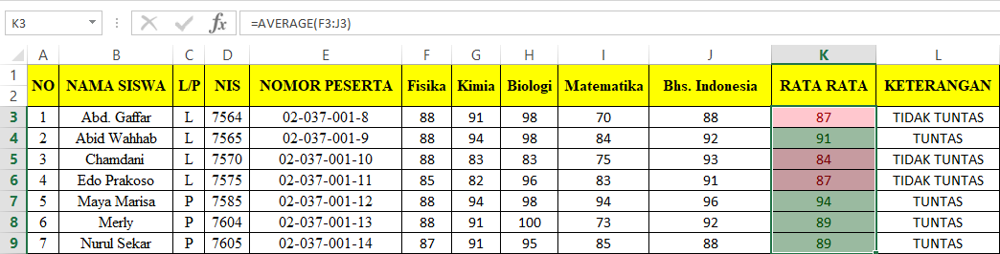 K3 fx =AVERAGE(F3:J3)
A B C D E F G H I J K L
1 2 NO NAMA SISWA L/P NIS NOMOR PESERTA Fisika Kimia Biologi Matematika Bhs. Indonesia RATA RATA KETERANGAN
3 1 Abd. Gaffar L 7564 02-037-001-8 88 91 98 70 88 87 TIDAK TUNTAS
4 2 Abid Wahhab L 7565 02-037-001-9 88 94 98 84 92 91 TUNTAS
5 3 Chamdani L 7570 02-037-001-10 88 83 83 75 93 84 TIDAK TUNTAS
6 4 Edo Prakoso L 7575 02-037-001-11 85 82 96 83 91 87 TIDAK TUNTAS
7 5 Maya Marisa P 7585 02-037-001-12 88 94 98 94 96 94 TUNTAS
8 6 Merly P 7604 02-037-001-13 88 91 100 73 92 89 TUNTAS
9 7 Nurul Sekar P 7605 02-037-001-14 87 91 95 85 88 89 TUNTAS